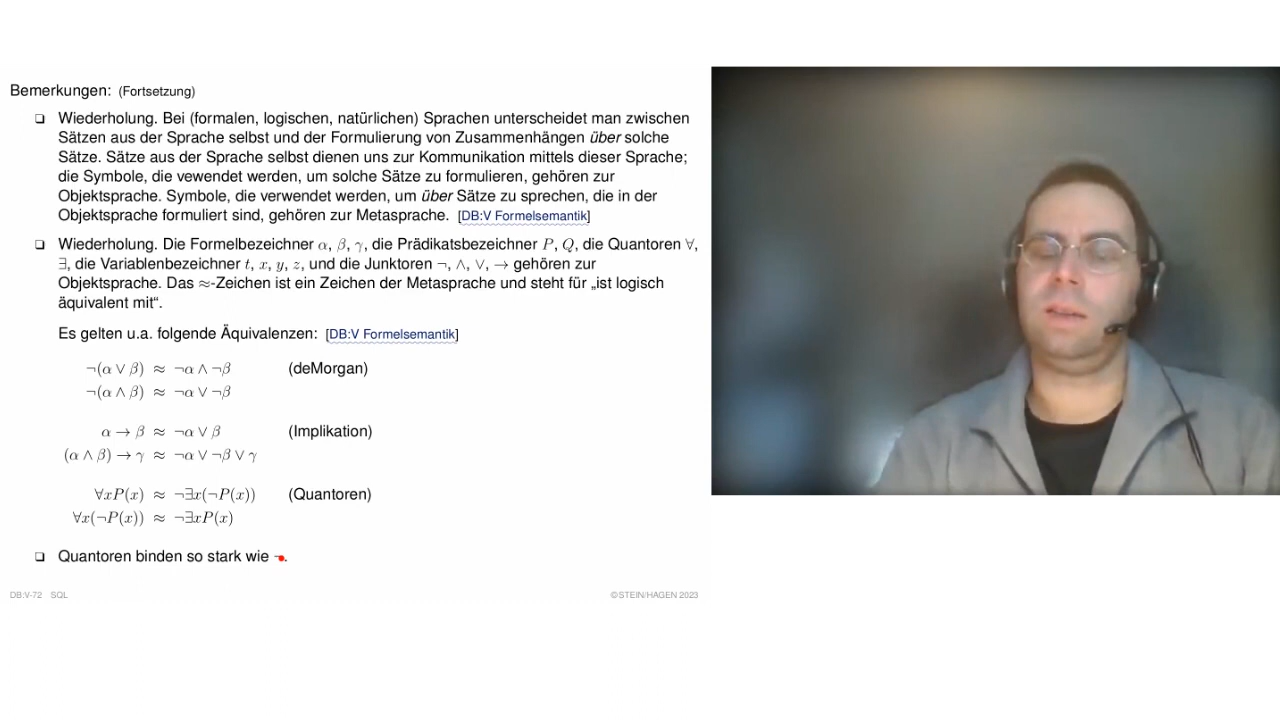 Bemerkungen: (Fortsetzung)
❑ Wiederholung. Bei (formalen, logischen, natürlichen) Sprachen unterscheidet man zwischen
Sätzen aus der Sprache selbst und der Formulierung von Zusammenhängen über solche
Sätze. Sätze aus der Sprache selbst dienen uns zur Kommunikation mittels dieser Sprache;
die Symbole, die vewendet werden, um solche Sätze zu formulieren, gehören zur
Objektsprache. Symbole, die verwendet werden, um über Sätze zu sprechen, die in der
Objektsprache formuliert sind, gehören zur Metasprache. [DB:V Formelsemantik]
❑ Wiederholung. Die Formelbezeichner α, β, γ, die Prädikatsbezeichner P, Q, die Quantoren ∀,
∃, die Variablenbezeichner t, x, y, z, und die Junktoren ¬, ∧, ∨, → gehören zur
Objektsprache. Das ≈-Zeichen ist ein Zeichen der Metasprache und steht für „ist logisch
äquivalent mit“.
Es gelten u.a. folgende Äquivalenzen: [DB:V Formelsemantik]
¬(α ∨ β) ≈ ¬α ∧ ¬β (deMorgan)
¬(α ∧ β) ≈ ¬α ∨ ¬β
α → β ≈ ¬α ∨ β (Implikation)
(α ∧ β) → γ ≈ ¬α ∨ ¬β ∨ γ
∀xP(x) ≈ ¬∃x(¬P(x)) (Quantoren)
∀x(¬P(x)) ≈ ¬∃xP(x)
❑ Quantoren binden so stark wie ¬.
DB:V-72 SQL ©STEIN/HAGEN 2023